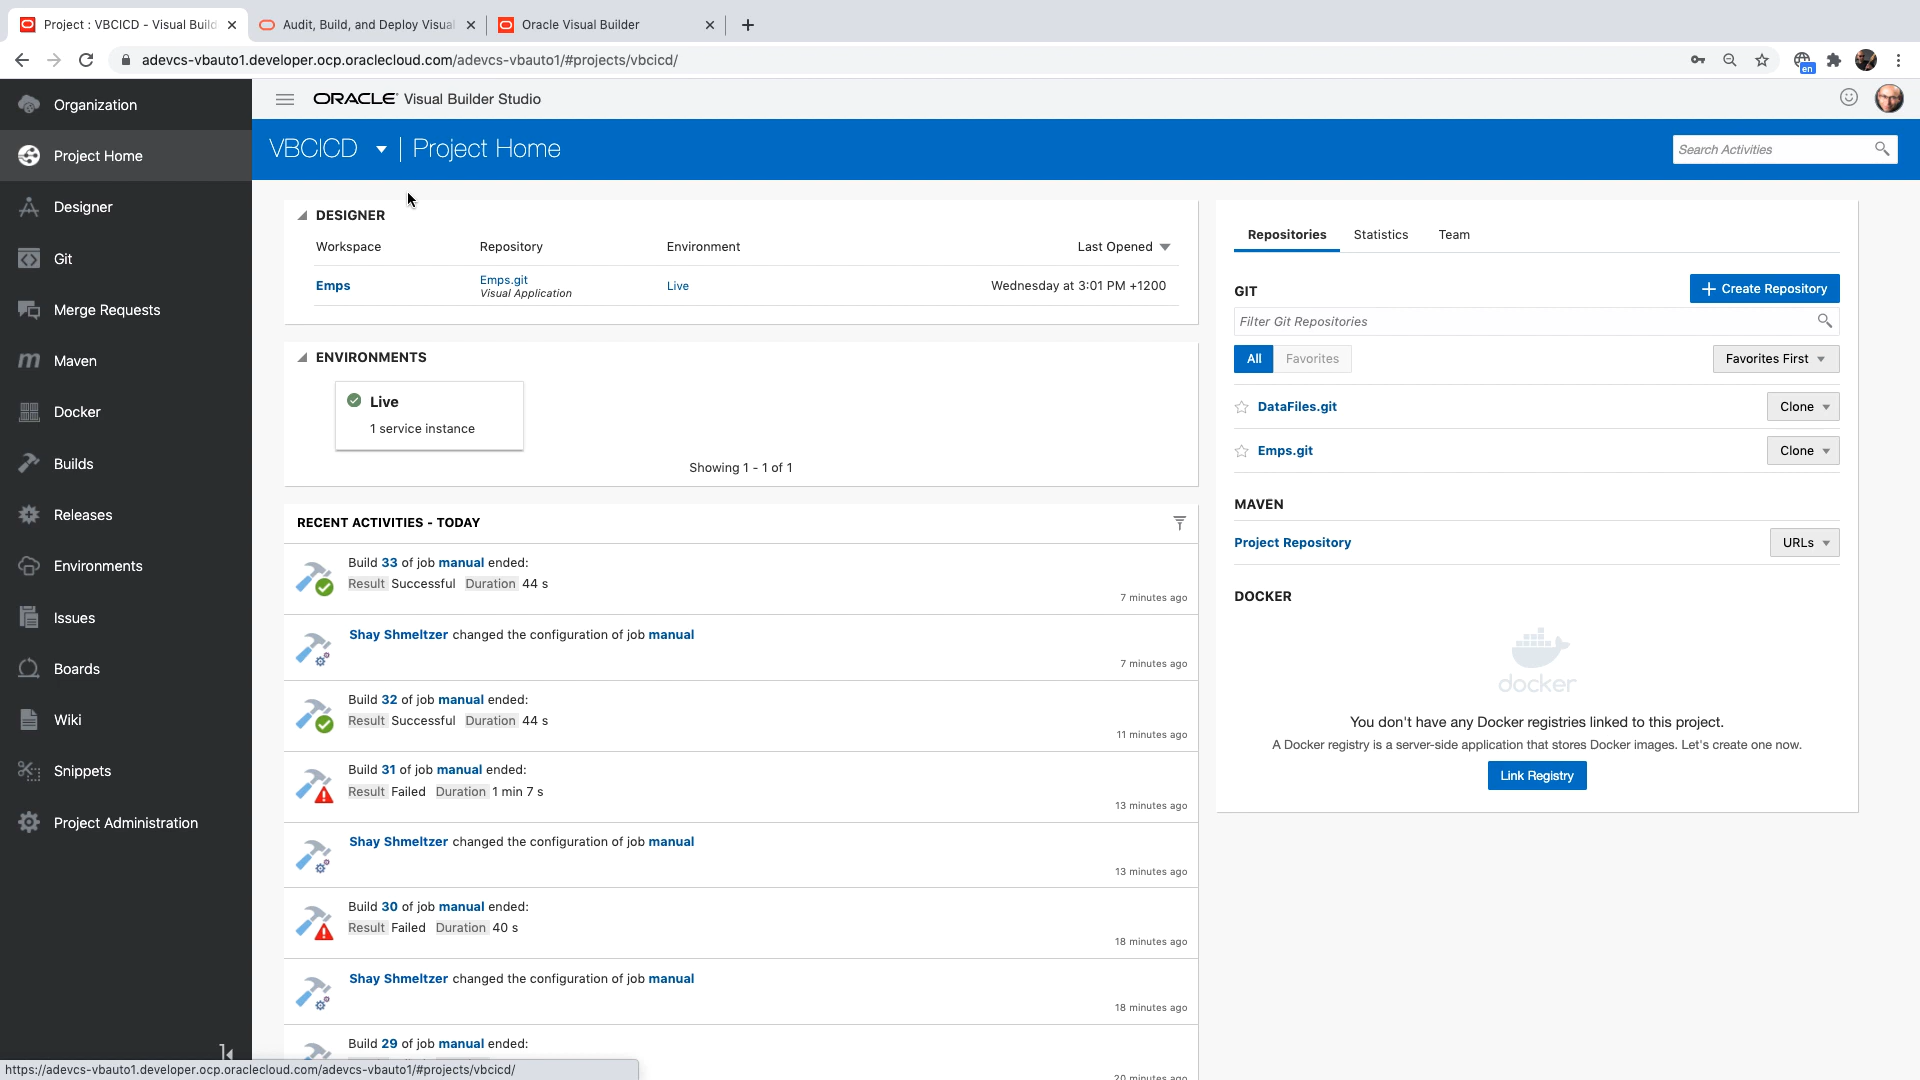 Project : VBCICD - Visual Build
Audit, Build, and Deploy Visual
Oracle Visual Builder
adevcs-vbauto1.developer.ocp.oraclecloud.com/adevcs-vbauto1/#projects/vbcicd/
en
Organization
Project Home
Designer
Git
Merge Requests
Maven
Docker
Builds
Releases
Environments
Issues
Boards
Wiki
Snippets
Project Administration
ORACLE Visual Builder Studio
VBCICD | Project Home
Search Activities
DESIGNER
Workspace Repository Environment Last Opened
Emps Emps.git Live Wednesday at 3:01 PM +1200
Visual Application
ENVIRONMENTS
Live
1 service instance
Showing 1 - 1 of 1
RECENT ACTIVITIES - TODAY
Build 33 of job manual ended:
Result Successful Duration 44 s
7 minutes ago
Shay Shmeltzer changed the configuration of job manual
7 minutes ago
Build 32 of job manual ended:
Result Successful Duration 44 s
11 minutes ago
Build 31 of job manual ended:
Result Failed Duration 1 min 7 s
13 minutes ago
Shay Shmeltzer changed the configuration of job manual
13 minutes ago
Build 30 of job manual ended:
Result Failed Duration 40 s
18 minutes ago
Shay Shmeltzer changed the configuration of job manual
18 minutes ago
Build 29 of job manual ended:
20 minutes ago
Repositories Statistics Team
GIT
Create Repository
Filter Git Repositories
All Favorites Favorites First
DataFiles.git Clone
Emps.git Clone
MAVEN
Project Repository URLs
DOCKER
docker
You don't have any Docker registries linked to this project.
A Docker registry is a server-side application that stores Docker images. Let's create one now.
Link Registry
https://adevcs-vbauto1.developer.ocp.oraclecloud.com/adevcs-vbauto1/#projects/vbcicd/